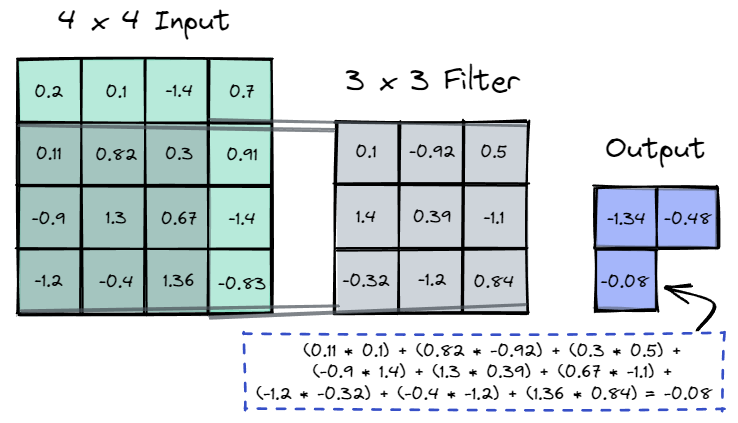 4 x 4 Input
3 x 3 Filter
Output
0.2 0.1 -1.4 0.7
0.11 0.82 0.3 0.91
-0.9 1.3 0.67 -1.4
-1.2 -0.4 1.36 -0.83
0.1 -0.92 0.5
1.4 0.39 -1.1
-0.32 -1.2 0.84
-1.34 -0.48
-0.08
(0.11 * 0.1) + (0.82 * -0.92) + (0.3 * 0.5) +
(-0.9 * 1.4) + (1.3 * 0.39) + (0.67 * -1.1) +
(-1.2 * -0.32) + (-0.4 * -1.2) + (1.36 * 0.84) = -0.08